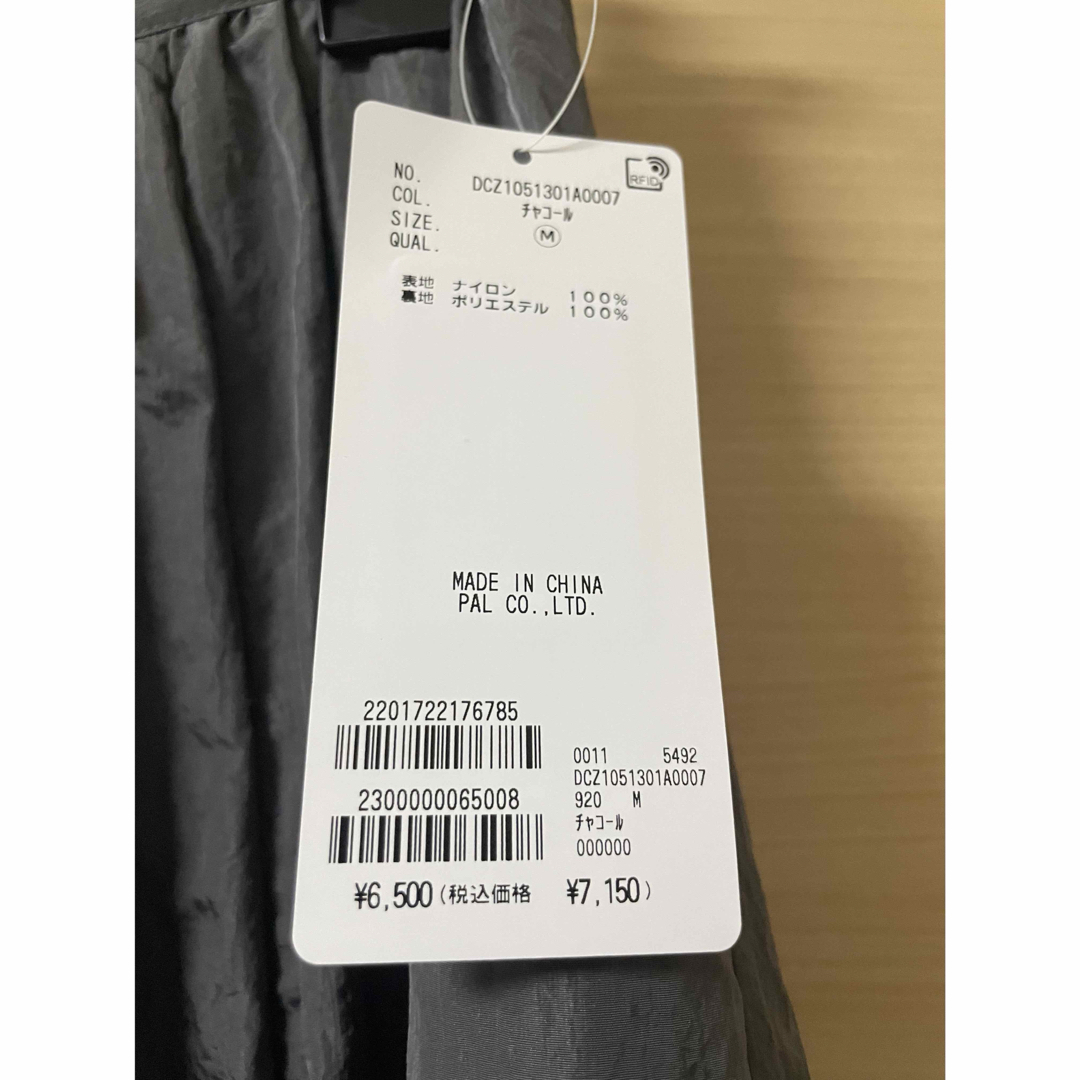 RFID
NO. DCZ1051301A0007
COL. チャコール
SIZE. M
QUAL.
表地 ナイロン 100%
裏地 ポリエステル 100%
MADE IN CHINA
PAL CO.,LTD.
2201722176785
2300000065008
0011 5492
DCZ1051301A0007
920 M
チャコール
000000
¥6,500(税込価格 ¥7,150)